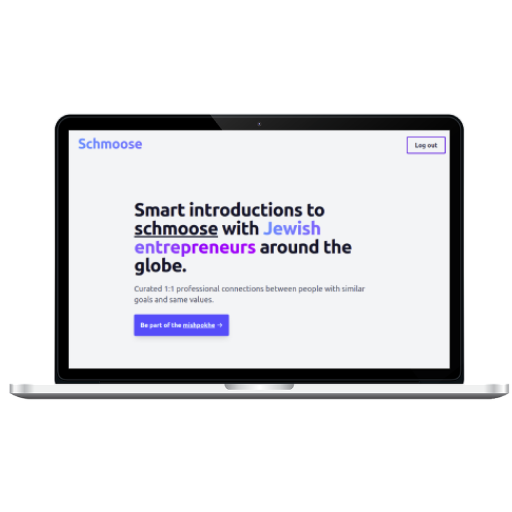 Schmoose
Log out
Smart introductions to
schmoose with Jewish
entrepreneurs around the
globe.
Curated 1:1 professional connections between people with similar
goals and same values.
Be part of the mishpokhe →